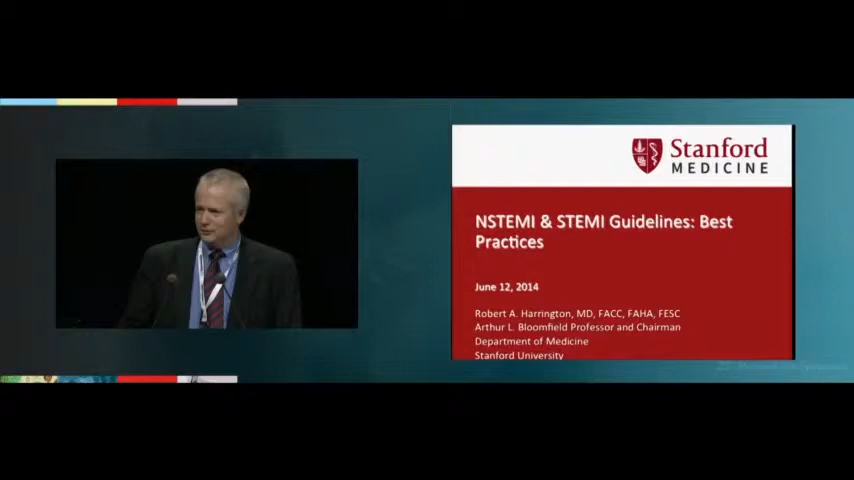 Stanford
MEDICINE
NSTEMI & STEMI Guidelines: Best
Practices
June 12, 2014
Robert A. Harrington, MD, FACC, FAHA, FESC
Arthur L. Bloomfield Professor and Chairman
Department of Medicine
Stanford University